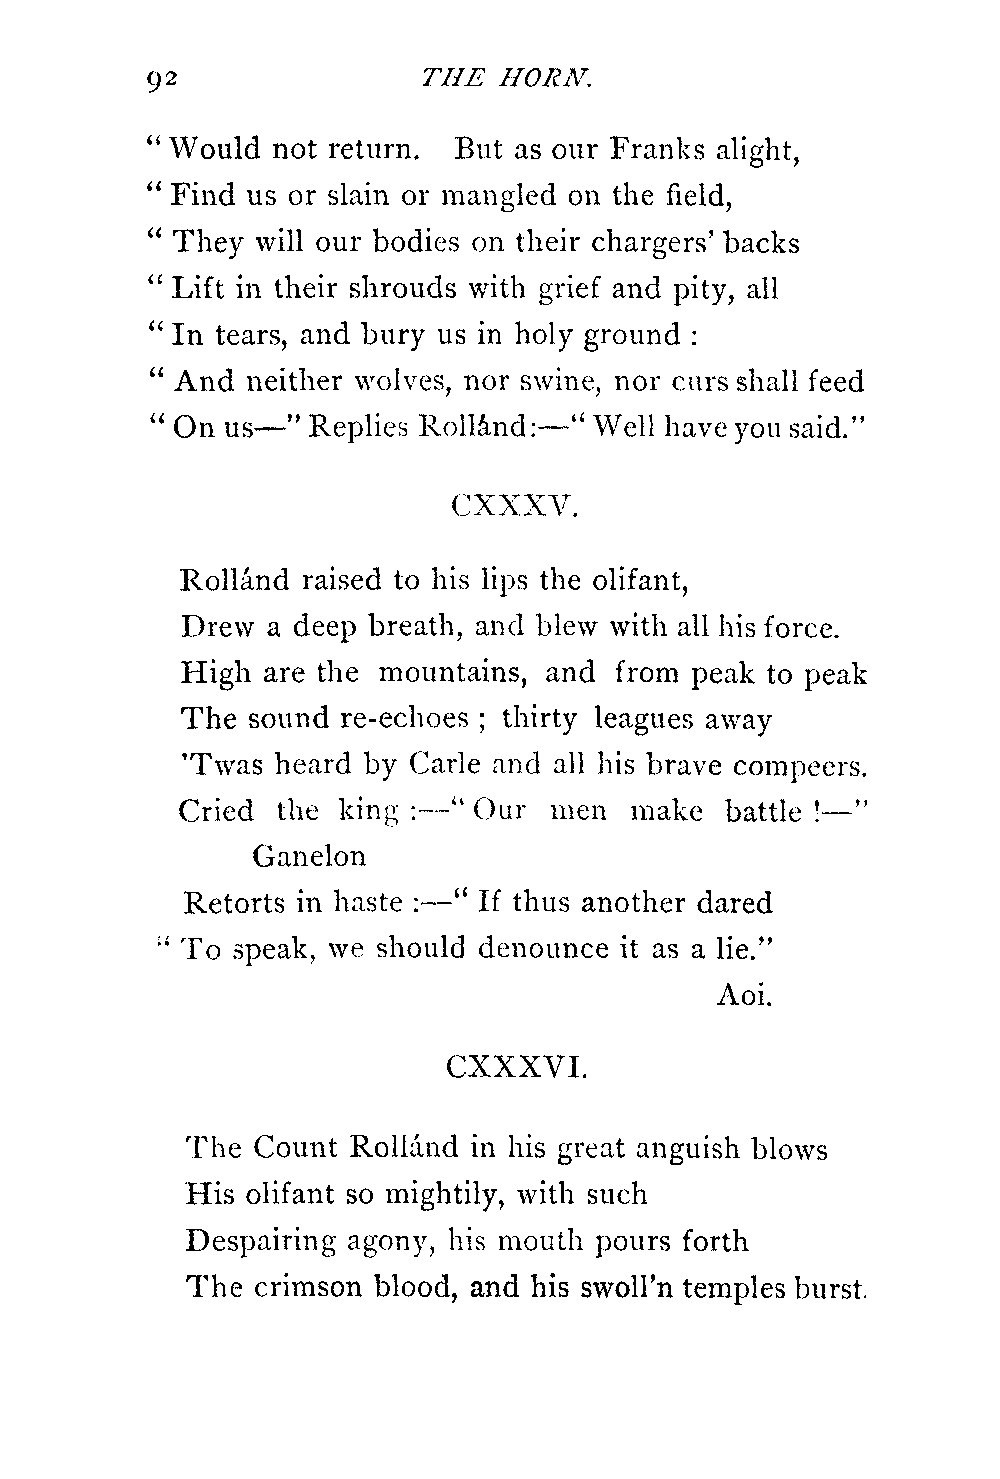 92 THE HORN.
“ Would not return. But as our Franks alight,
“ Find us or slain or mangled on the field,
“ They will our bodies on their chargers’ backs
“ Lift in their shrouds with grief and pity, all
“ In tears, and bury us in holy ground :
“ And neither wolves, nor swine, nor curs shall feed
“ On us—” Replies Rollánd:—“ Well have you said.”
CXXXV.
Rollánd raised to his lips the olifant,
Drew a deep breath, and blew with all his force.
High are the mountains, and from peak to peak
The sound re-echoes ; thirty leagues away
’Twas heard by Carle and all his brave compeers.
Cried the king :—“ Our men make battle !—”
Ganelon
Retorts in haste :—“ If thus another dared
“ To speak, we should denounce it as a lie.”
Aoi.
CXXXVI.
The Count Rollánd in his great anguish blows
His olifant so mightily, with such
Despairing agony, his mouth pours forth
The crimson blood, and his swoll’n temples burst.